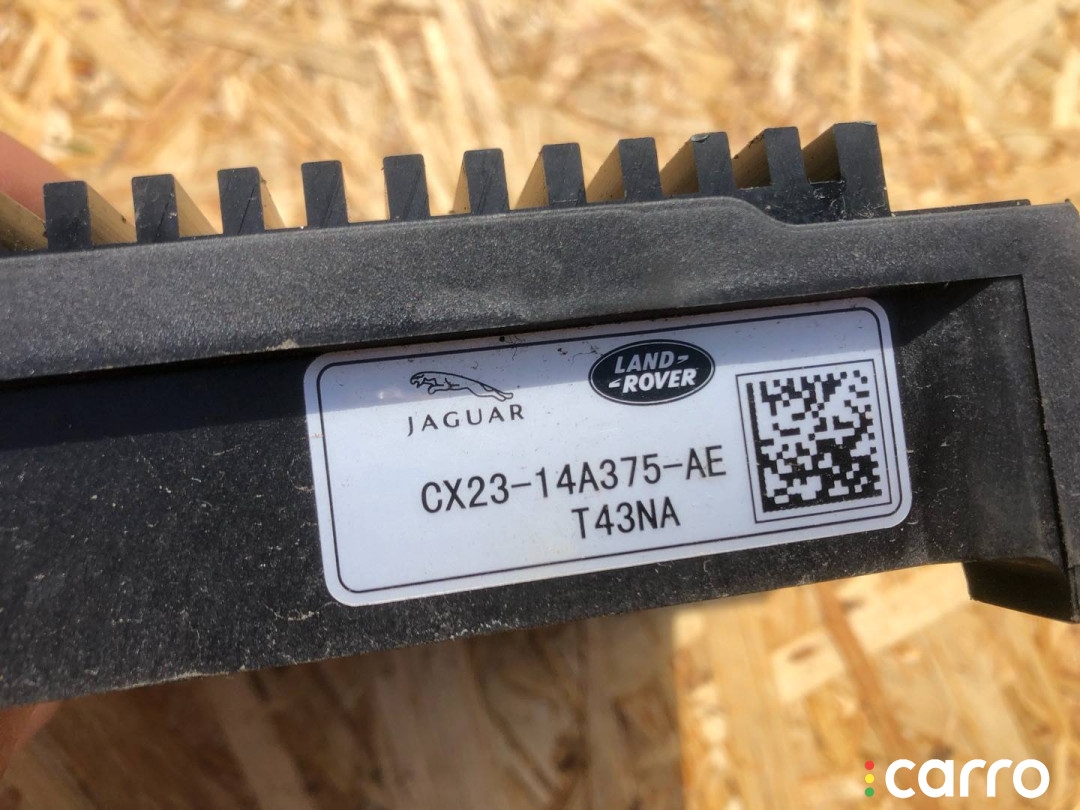 JAGUAR
LAND-
-ROVER
CX23-14A375-AE
T43NA
carro